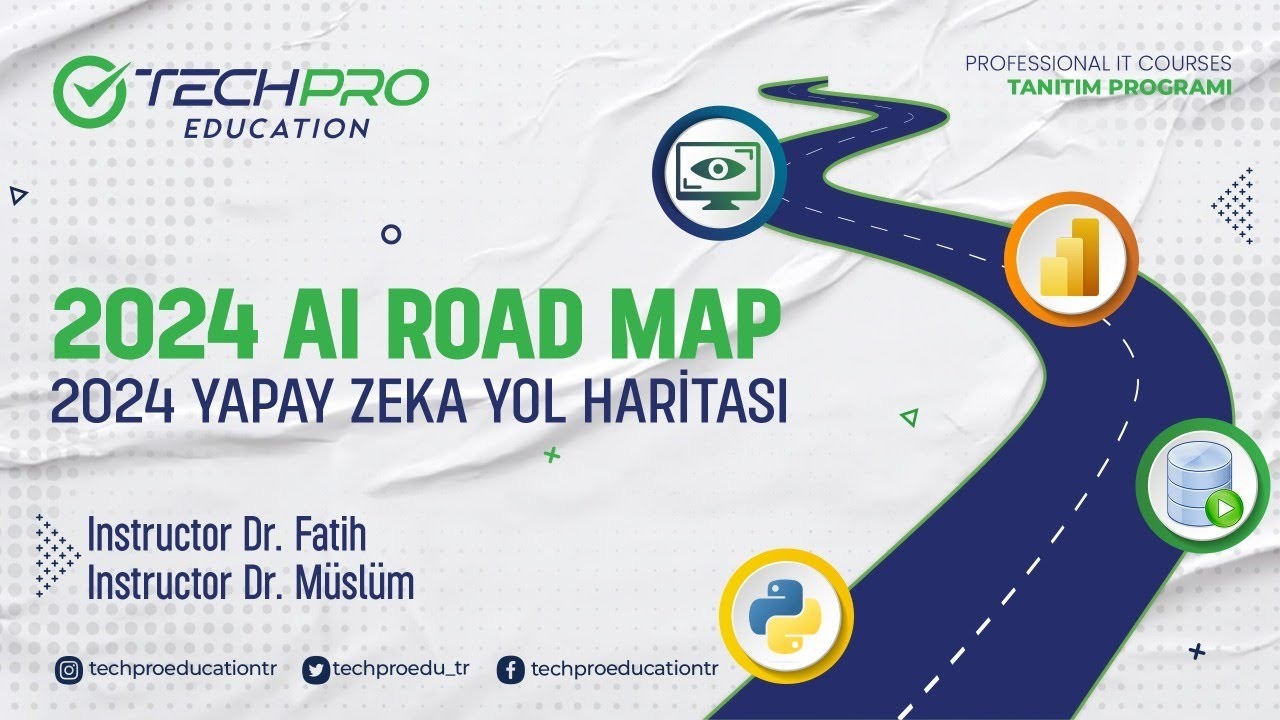 TECHPRO
EDUCATION
PROFESSIONAL IT COURSES
TANITIM PROGRAMI
2024 AI ROAD MAP
2024 YAPAY ZEKA YOL HARİTASI
Instructor Dr. Fatih
Instructor Dr. Müslüm
techproeducationtr
techproedu_tr
techproeducationtr